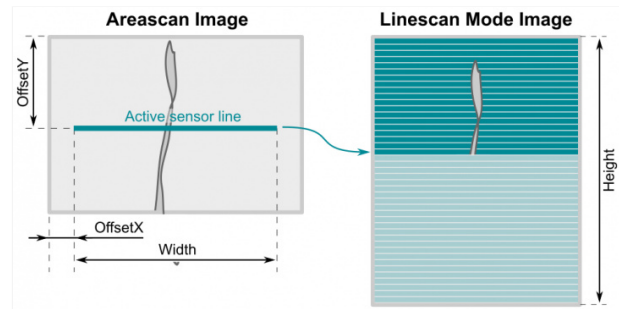 Areascan Image
Linescan Mode Image
OffsetY
Active sensor line
Height
OffsetX
Width